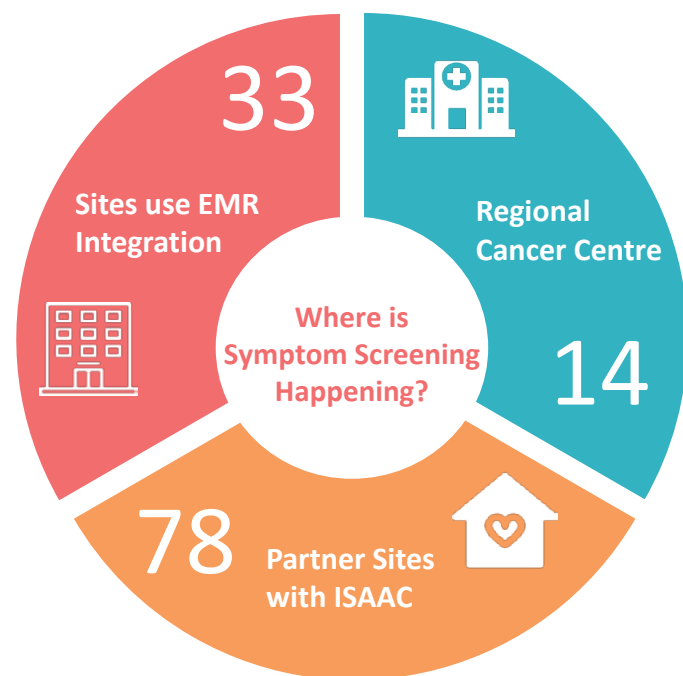 33
Sites use EMR
Integration
Regional
Cancer Centre
14
Where is
Symptom Screening
Happening?
78
Partner Sites
with ISAAC